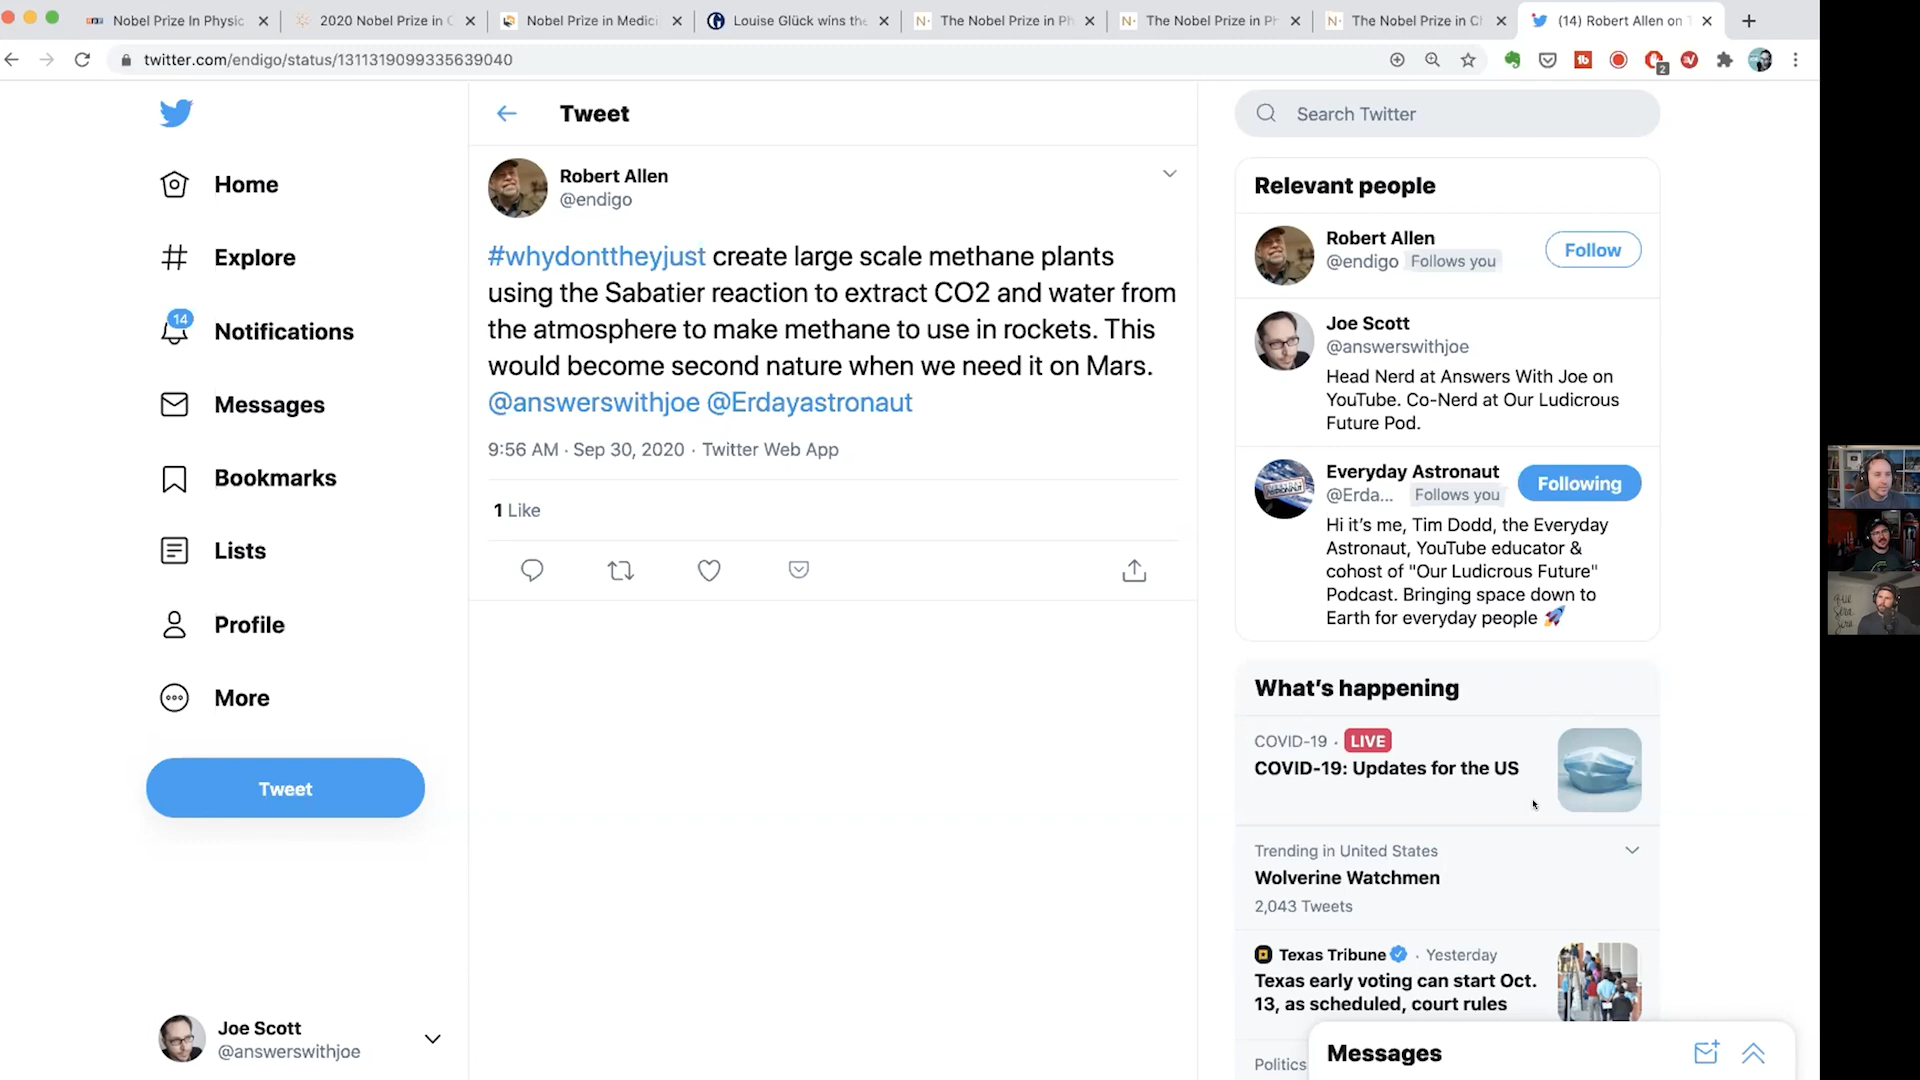 Nobel Prize In Physic
2020 Nobel Prize in C
Nobel Prize in Medici
Louise Glück wins the
The Nobel Prize in Ph
The Nobel Prize in Ph
The Nobel Prize in Ch
(14) Robert Allen on T
twitter.com/endigo/status/1311319099335639040
2
Home
Explore
14
Notifications
Messages
Bookmarks
Lists
Profile
More
Tweet
Joe Scott
@answerswithjoe
Tweet
Robert Allen
@endigo
#whydonttheyjust create large scale methane plants
using the Sabatier reaction to extract CO2 and water from
the atmosphere to make methane to use in rockets. This
would become second nature when we need it on Mars.
@answerswithjoe @Erdayastronaut
9:56 AM · Sep 30, 2020 · Twitter Web App
1 Like
Search Twitter
Relevant people
Robert Allen
@endigo Follows you
Follow
Joe Scott
@answerswithjoe
Head Nerd at Answers With Joe on
YouTube. Co-Nerd at Our Ludicrous
Future Pod.
Everyday Astronaut
@Erda... Follows you
Following
Hi it's me, Tim Dodd, the Everyday
Astronaut, YouTube educator &
cohost of "Our Ludicrous Future"
Podcast. Bringing space down to
Earth for everyday people 🚀
What's happening
COVID-19 · LIVE
COVID-19: Updates for the US
Trending in United States
Wolverine Watchmen
2,043 Tweets
Texas Tribune · Yesterday
Texas early voting can start Oct.
13, as scheduled, court rules
Politics
Messages